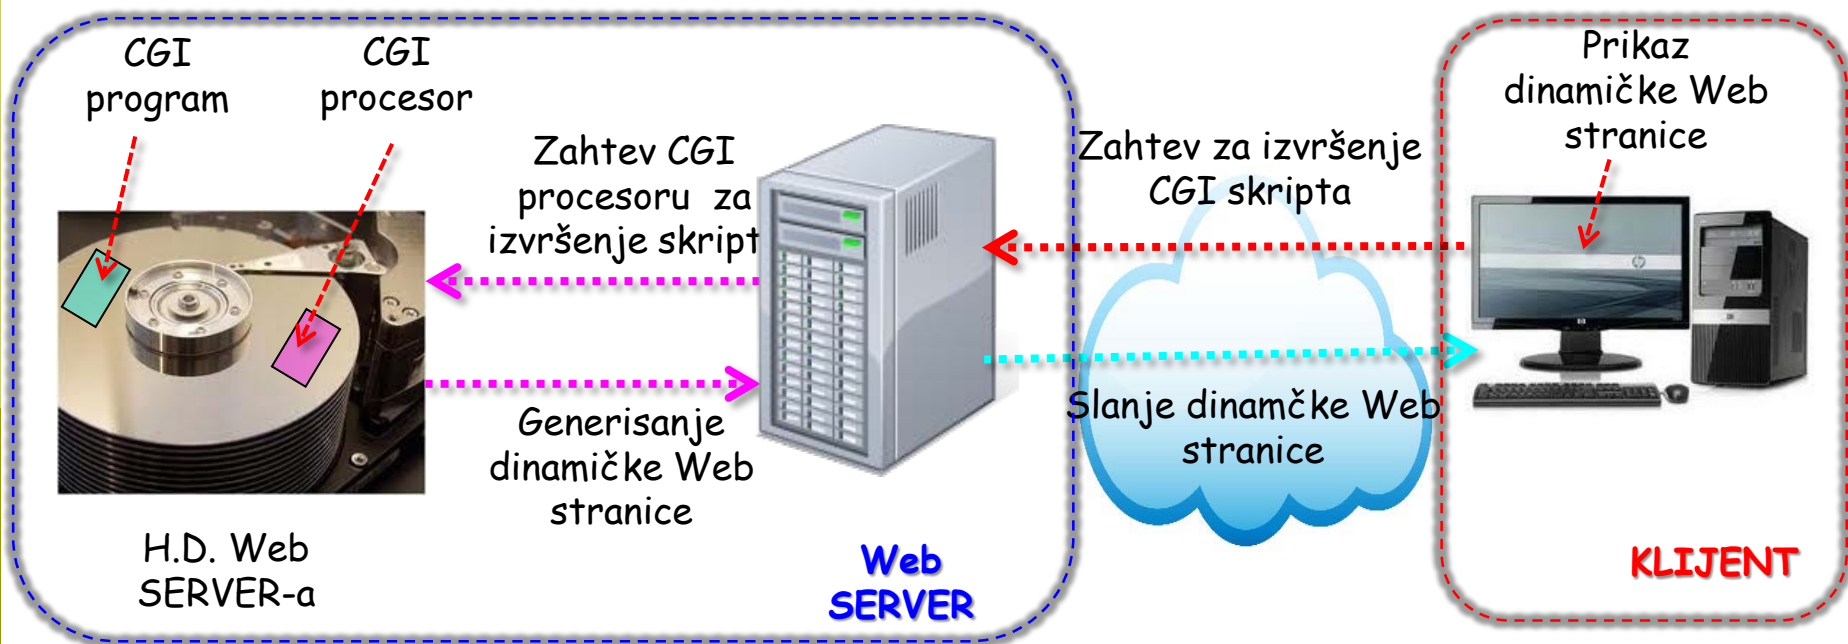 CGI
program
CGI
procesor
Zahtev CGI
procesoru za
izvršenje skript
Generisanje
dinamičke Web
stranice
H.D. Web
SERVER-a
Web
SERVER
Zahtev za izvršenje
CGI skripta
Slanje dinamčke Web
stranice
Prikaz
dinamičke Web
stranice
KLIJENT